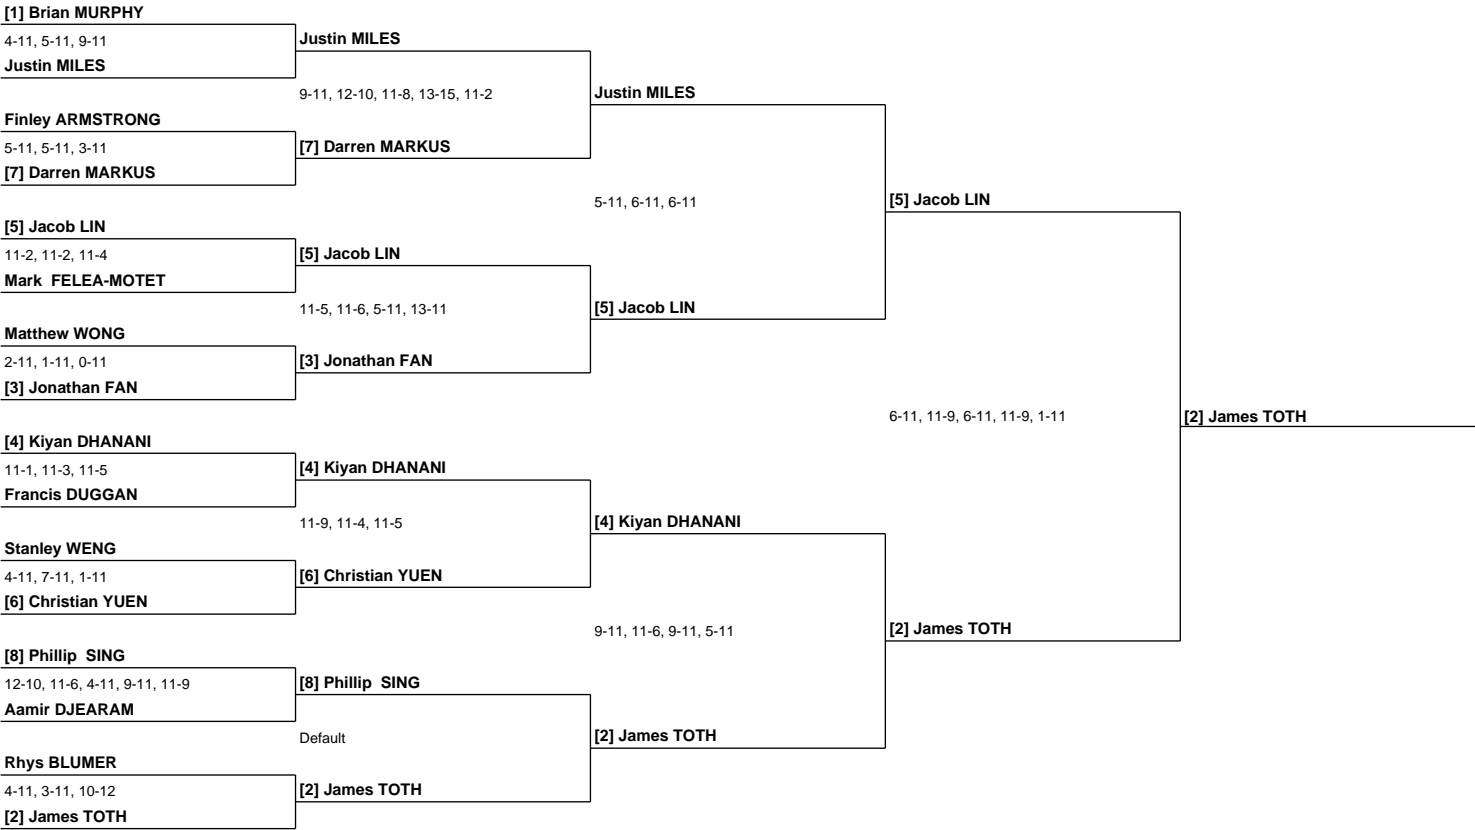 [1] Brian MURPHY
4-11, 5-11, 9-11
Justin MILES
Justin MILES
9-11, 12-10, 11-8, 13-15, 11-2
Justin MILES
Finley ARMSTRONG
5-11, 5-11, 3-11
[7] Darren MARKUS
[7] Darren MARKUS
5-11, 6-11, 6-11
[5] Jacob LIN
[5] Jacob LIN
11-2, 11-2, 11-4
Mark  FELEA-MOTET
[5] Jacob LIN
11-5, 11-6, 5-11, 13-11
[5] Jacob LIN
Matthew WONG
2-11, 1-11, 0-11
[3] Jonathan FAN
[3] Jonathan FAN
6-11, 11-9, 6-11, 11-9, 1-11
[2] James TOTH
[4] Kiyan DHANANI
11-1, 11-3, 11-5
Francis DUGGAN
[4] Kiyan DHANANI
11-9, 11-4, 11-5
[4] Kiyan DHANANI
Stanley WENG
4-11, 7-11, 1-11
[6] Christian YUEN
[6] Christian YUEN
9-11, 11-6, 9-11, 5-11
[2] James TOTH
[8] Phillip  SING
12-10, 11-6, 4-11, 9-11, 11-9
Aamir DJEARAM
[8] Phillip  SING
Default
[2] James TOTH
Rhys BLUMER
4-11, 3-11, 10-12
[2] James TOTH
[2] James TOTH